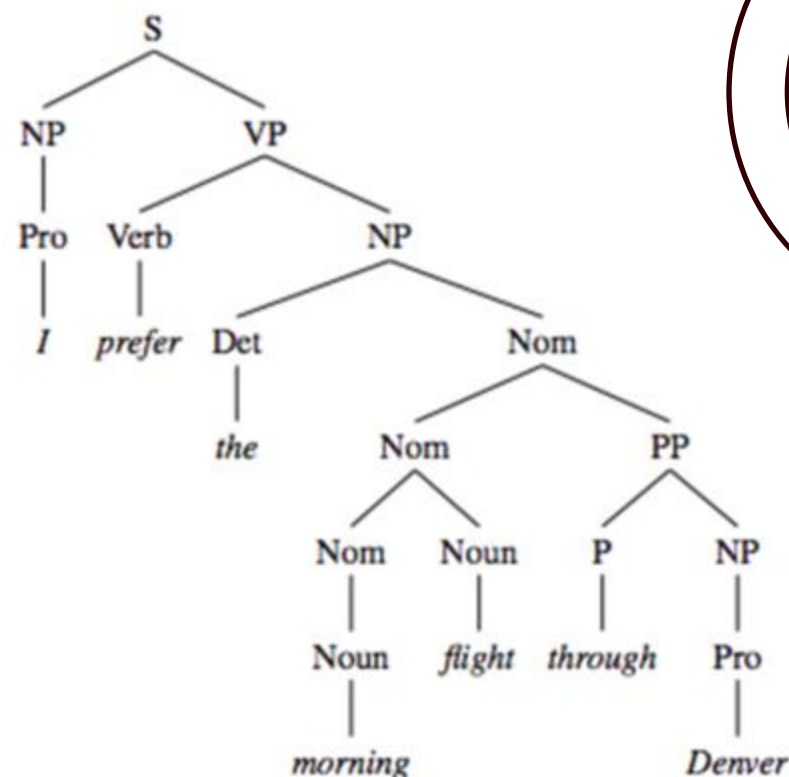 S
NP VP
Pro Verb NP
I prefer Det Nom
the Nom PP
Nom Noun P NP
Noun flight through Pro
morning Denver